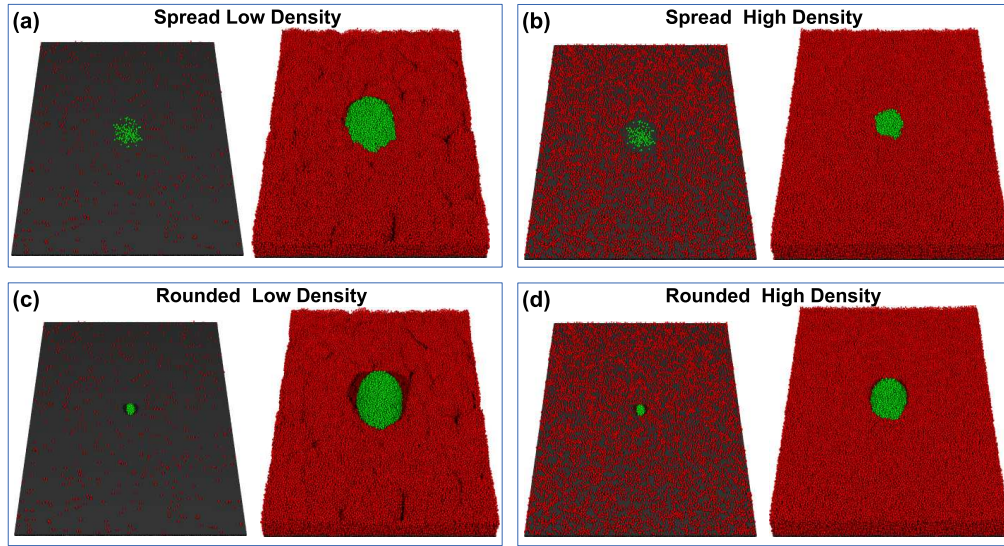 (a) Spread Low Density
(b) Spread High Density
(c) Rounded Low Density
(d) Rounded High Density